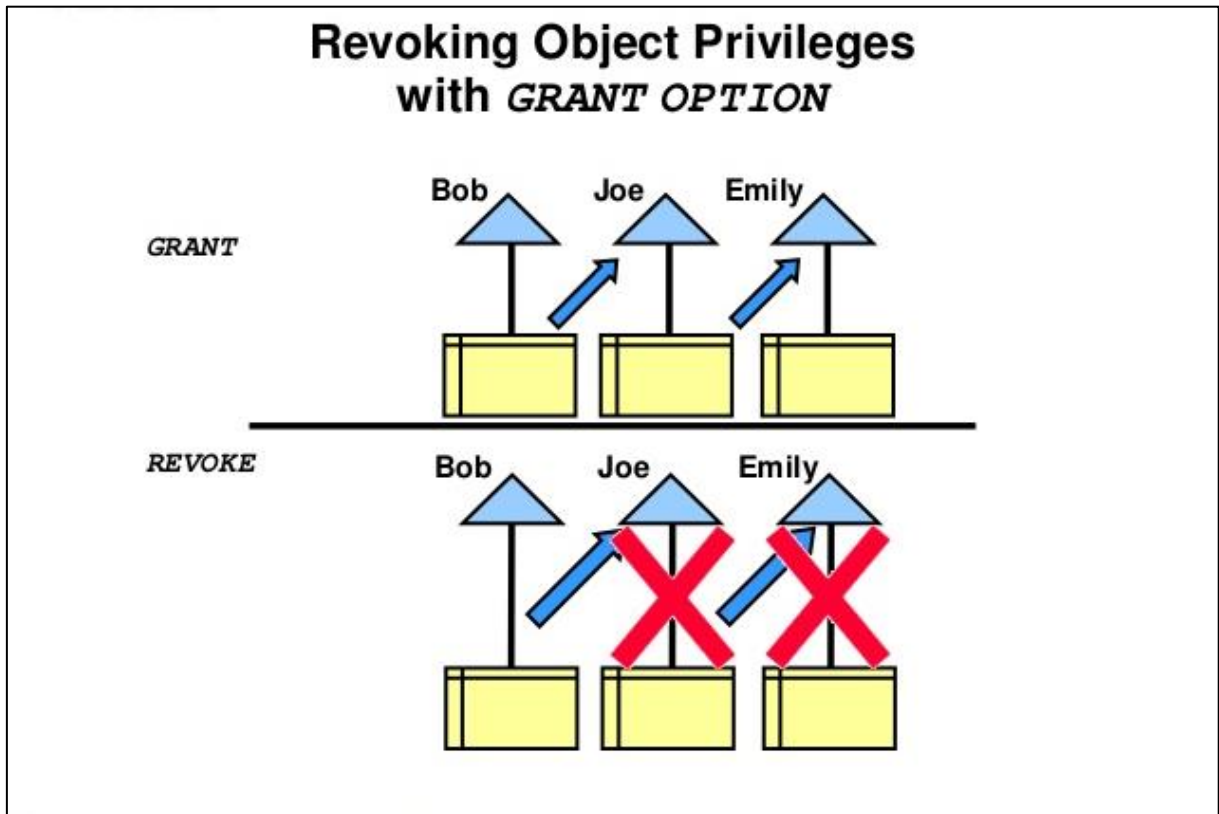 Revoking Object Privileges
with GRANT OPTION
Bob Joe Emily
GRANT
REVOKE
Bob Joe Emily